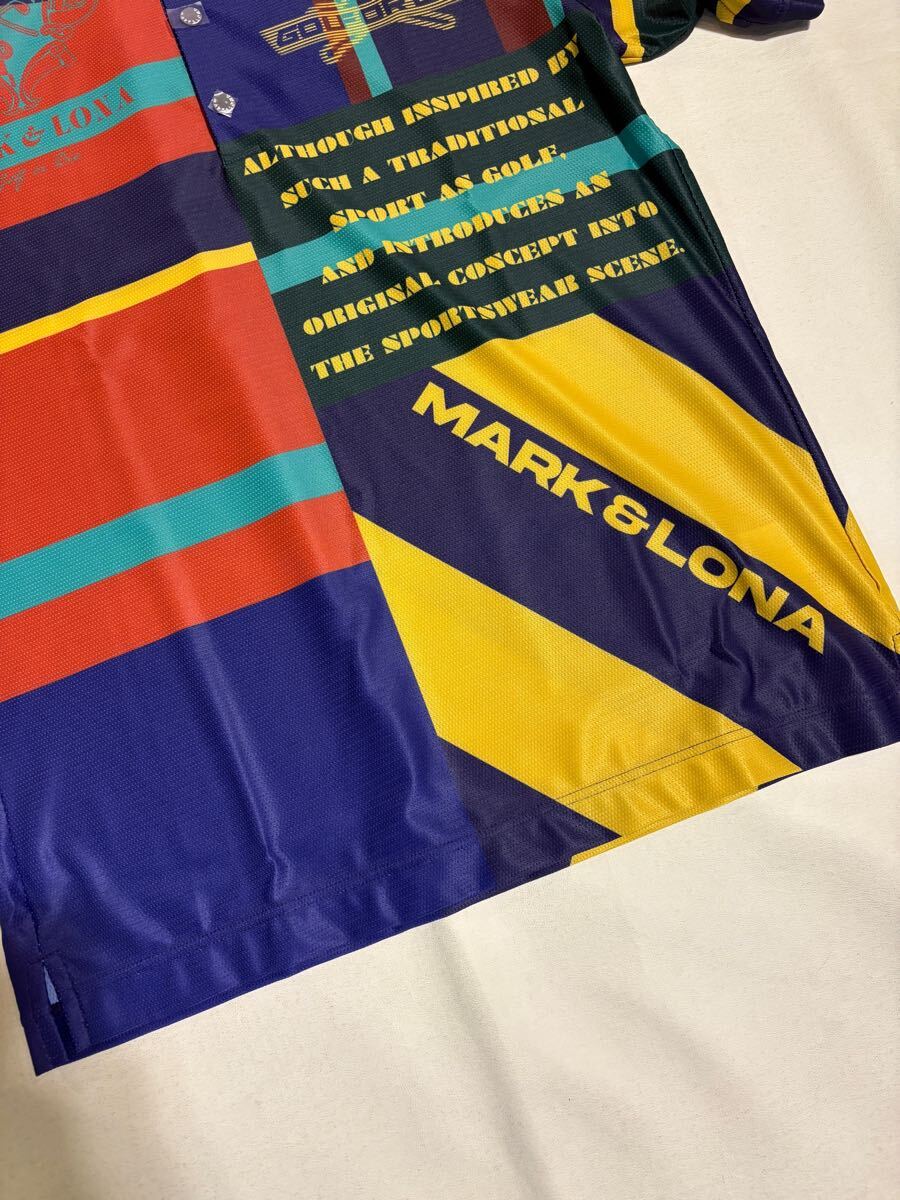 K & LONA
ALTHOUGH INSPIRED BY
SUCH A TRADITIONAL
SPORT AS GOLF,
AND INTRODUCES AN
ORIGINAL CONCEPT INTO
THE SPORTSWEAR SCENE.
MARK&LONA